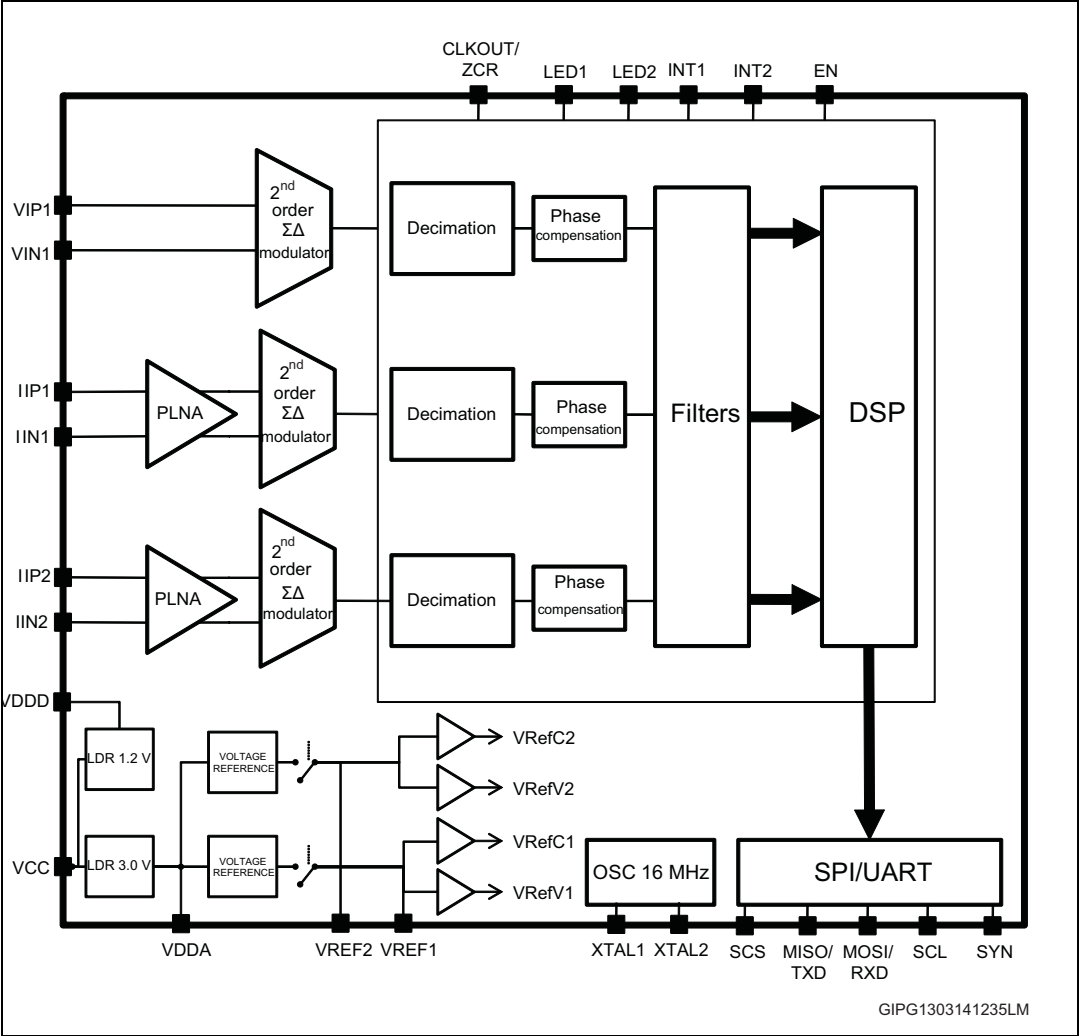 CLKOUT/
ZCR
LED1
LED2
INT1
INT2
EN
VIP1
VIN1
2nd
order
ΣΔ
modulator
Decimation
Phase
compensation
IIP1
IIN1
PLNA
2nd
order
ΣΔ
modulator
Decimation
Phase
compensation
Filters
DSP
IIP2
IIN2
PLNA
2nd
order
ΣΔ
modulator
Decimation
Phase
compensation
VDDD
LDR 1.2 V
VOLTAGE
REFERENCE
VRefC2
VRefV2
VCC
LDR 3.0 V
VOLTAGE
REFERENCE
VRefC1
VRefV1
OSC 16 MHz
SPI/UART
VDDA
VREF2
VREF1
XTAL1
XTAL2
SCS
MISO/
TXD
MOSI/
RXD
SCL
SYN
GIPG1303141235LM